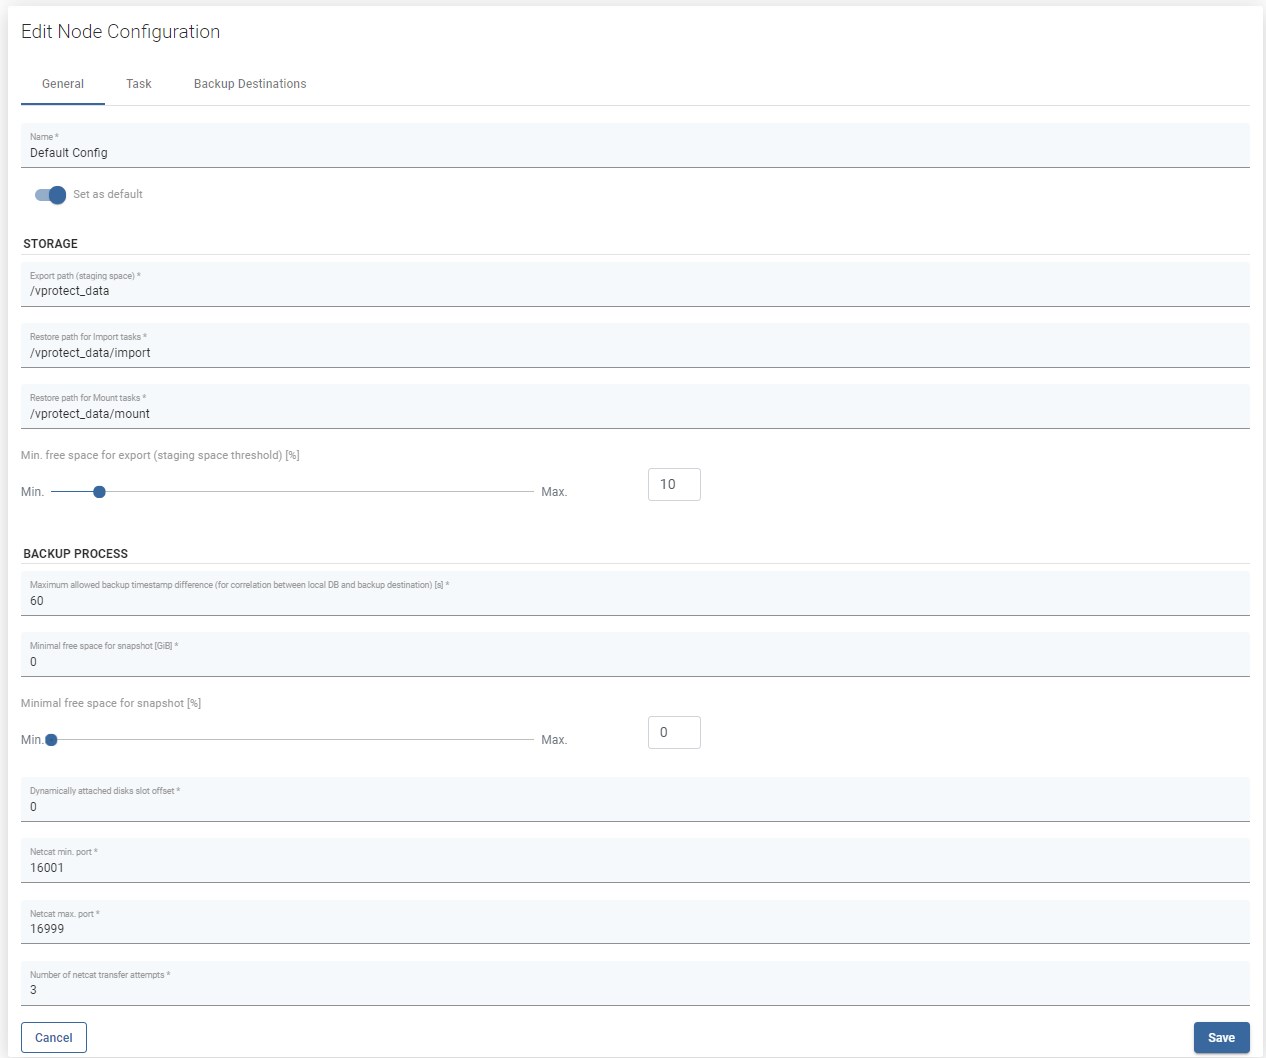 Edit Node Configuration
General Task Backup Destinations
Name *
Default Config
Set as default
STORAGE
Export path (staging space) *
/vprotect_data
Restore path for Import tasks *
/vprotect_data/import
Restore path for Mount tasks *
/vprotect_data/mount
Min. free space for export (staging space threshold) [%]
Min. Max. 10
BACKUP PROCESS
Maximum allowed backup timestamp difference (for correlation between local DB and backup destination) [s] *
60
Minimal free space for snapshot [GiB] *
0
Minimal free space for snapshot [%]
Min. Max. 0
Dynamically attached disks slot offset *
0
Netcat min. port *
16001
Netcat max. port *
16999
Number of netcat transfer attempts *
3
Cancel Save